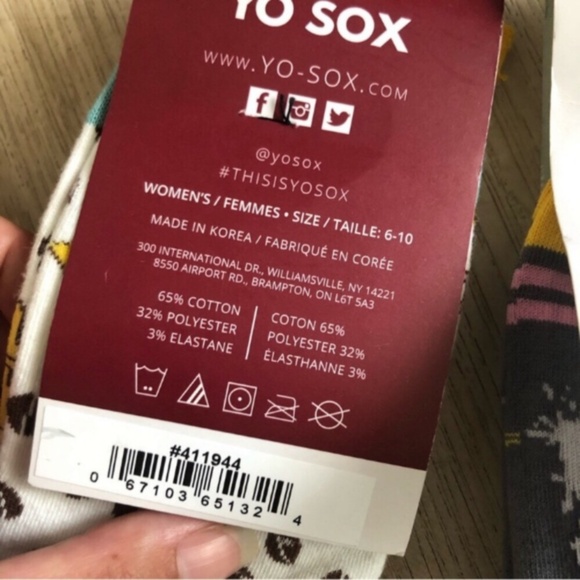 YO SOX
WWW.YO-SOX.COM
@yosox
#THISISYOSOX
WOMEN'S / FEMMES • SIZE / TAILLE: 6-10
MADE IN KOREA / FABRIQUÉ EN CORÉE
300 INTERNATIONAL DR., WILLIAMSVILLE, NY 14221
8550 AIRPORT RD., BRAMPTON, ON L6T 5A3
65% COTTON
32% POLYESTER
3% ELASTANE
COTON 65%
POLYESTER 32%
ÉLASTHANNE 3%
#411944
0 67103 65132 4